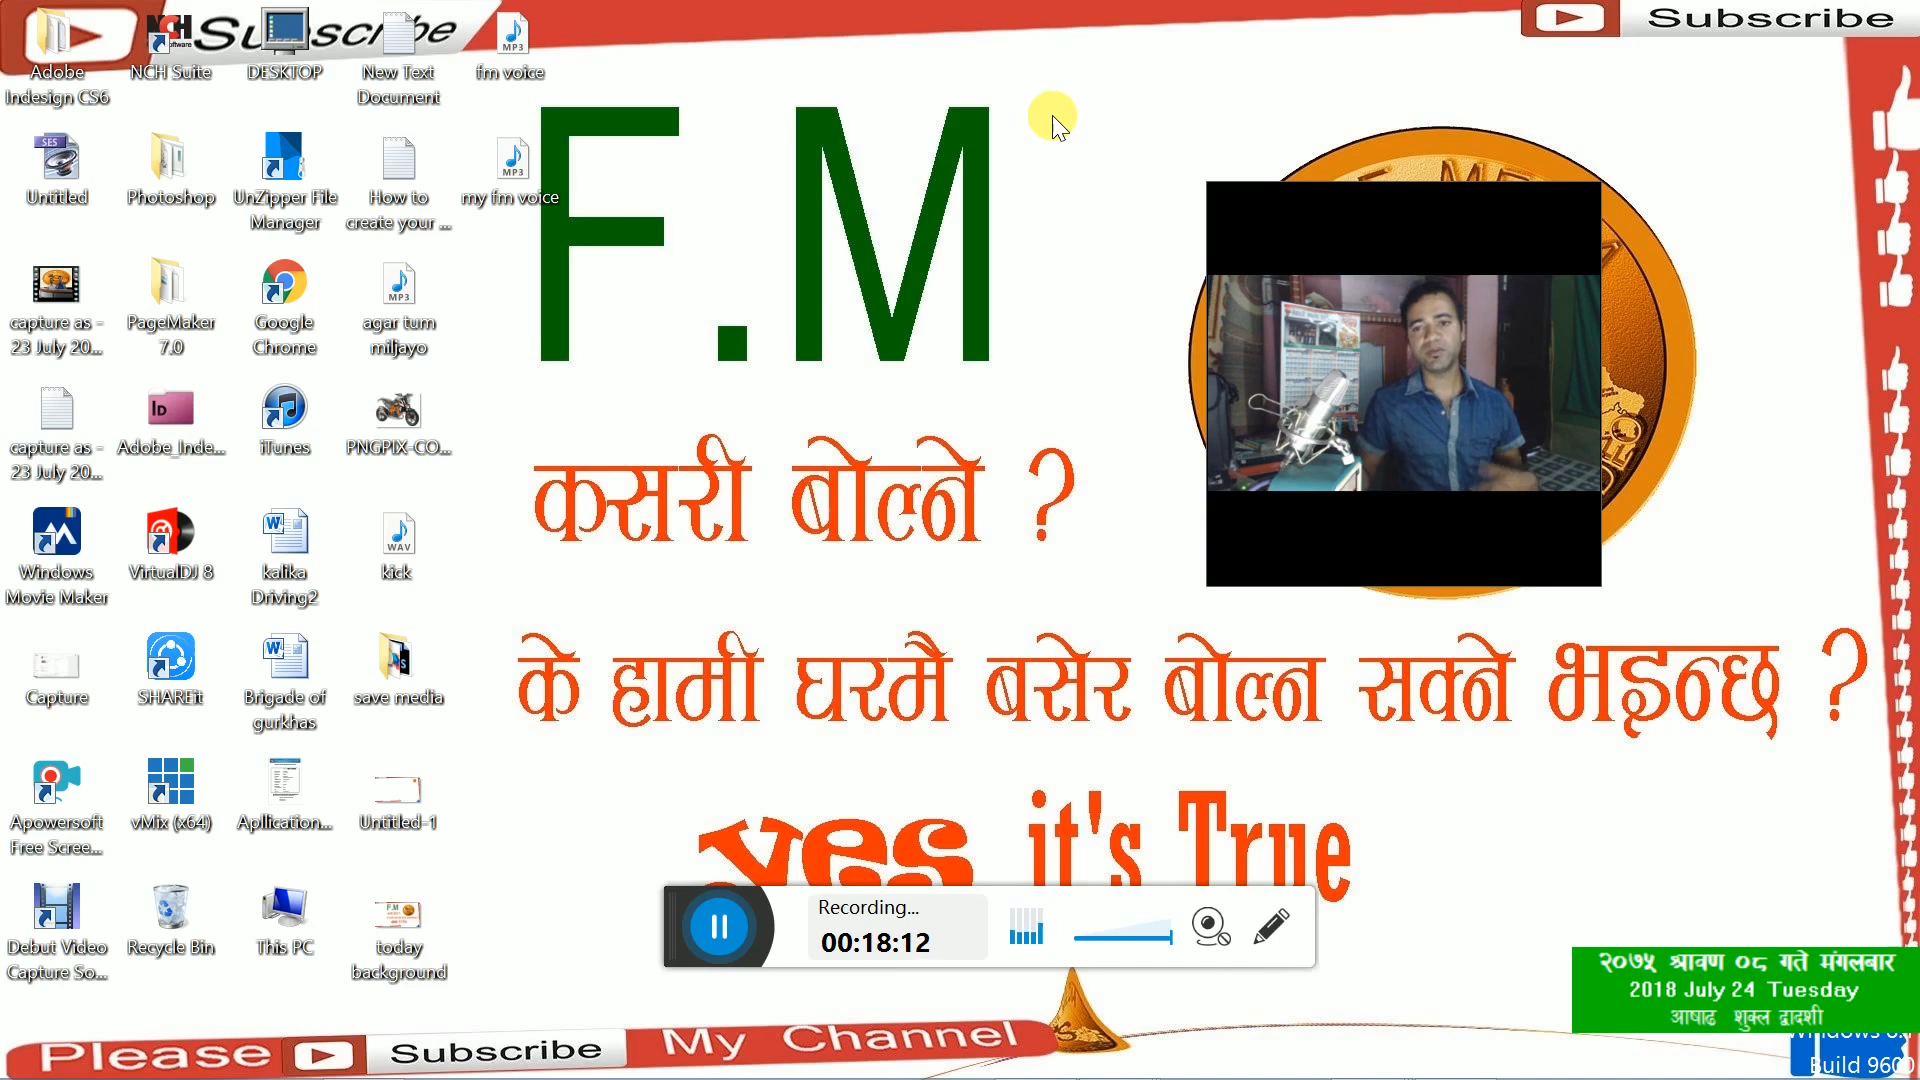 Subscribe
Subscribe
Adobe Indesign CS6
NCH Suite
DESKTOP
New Text Document
fm voice
Untitled
Photoshop
UnZipper File Manager
How to create your ...
my fm voice
capture as - 23 July 20...
PageMaker 7.0
Google Chrome
agar tum miljayo
capture as - 23 July 20...
Adobe_Inde...
iTunes
PNGPIX-CO...
Windows Movie Maker
VirtualDJ 8
kalika Driving2
kick
Capture
SHAREit
Brigade of gurkhas
save media
Apowersoft Free Scree...
vMix (x64)
Apllication...
Untitled-1
Debut Video Capture So...
Recycle Bin
This PC
today background
F.M
कसरी बोल्ने ?
के हामी घरमै बसेर बोल्न सक्ने भइन्छ ?
yes it's True
Recording...
00:18:12
२०७५ श्रावण ०८ गते मंगलबार
2018 July 24 Tuesday
आषाढ शुक्ल द्वादशी
Build 9600
Please Subscribe My Channel